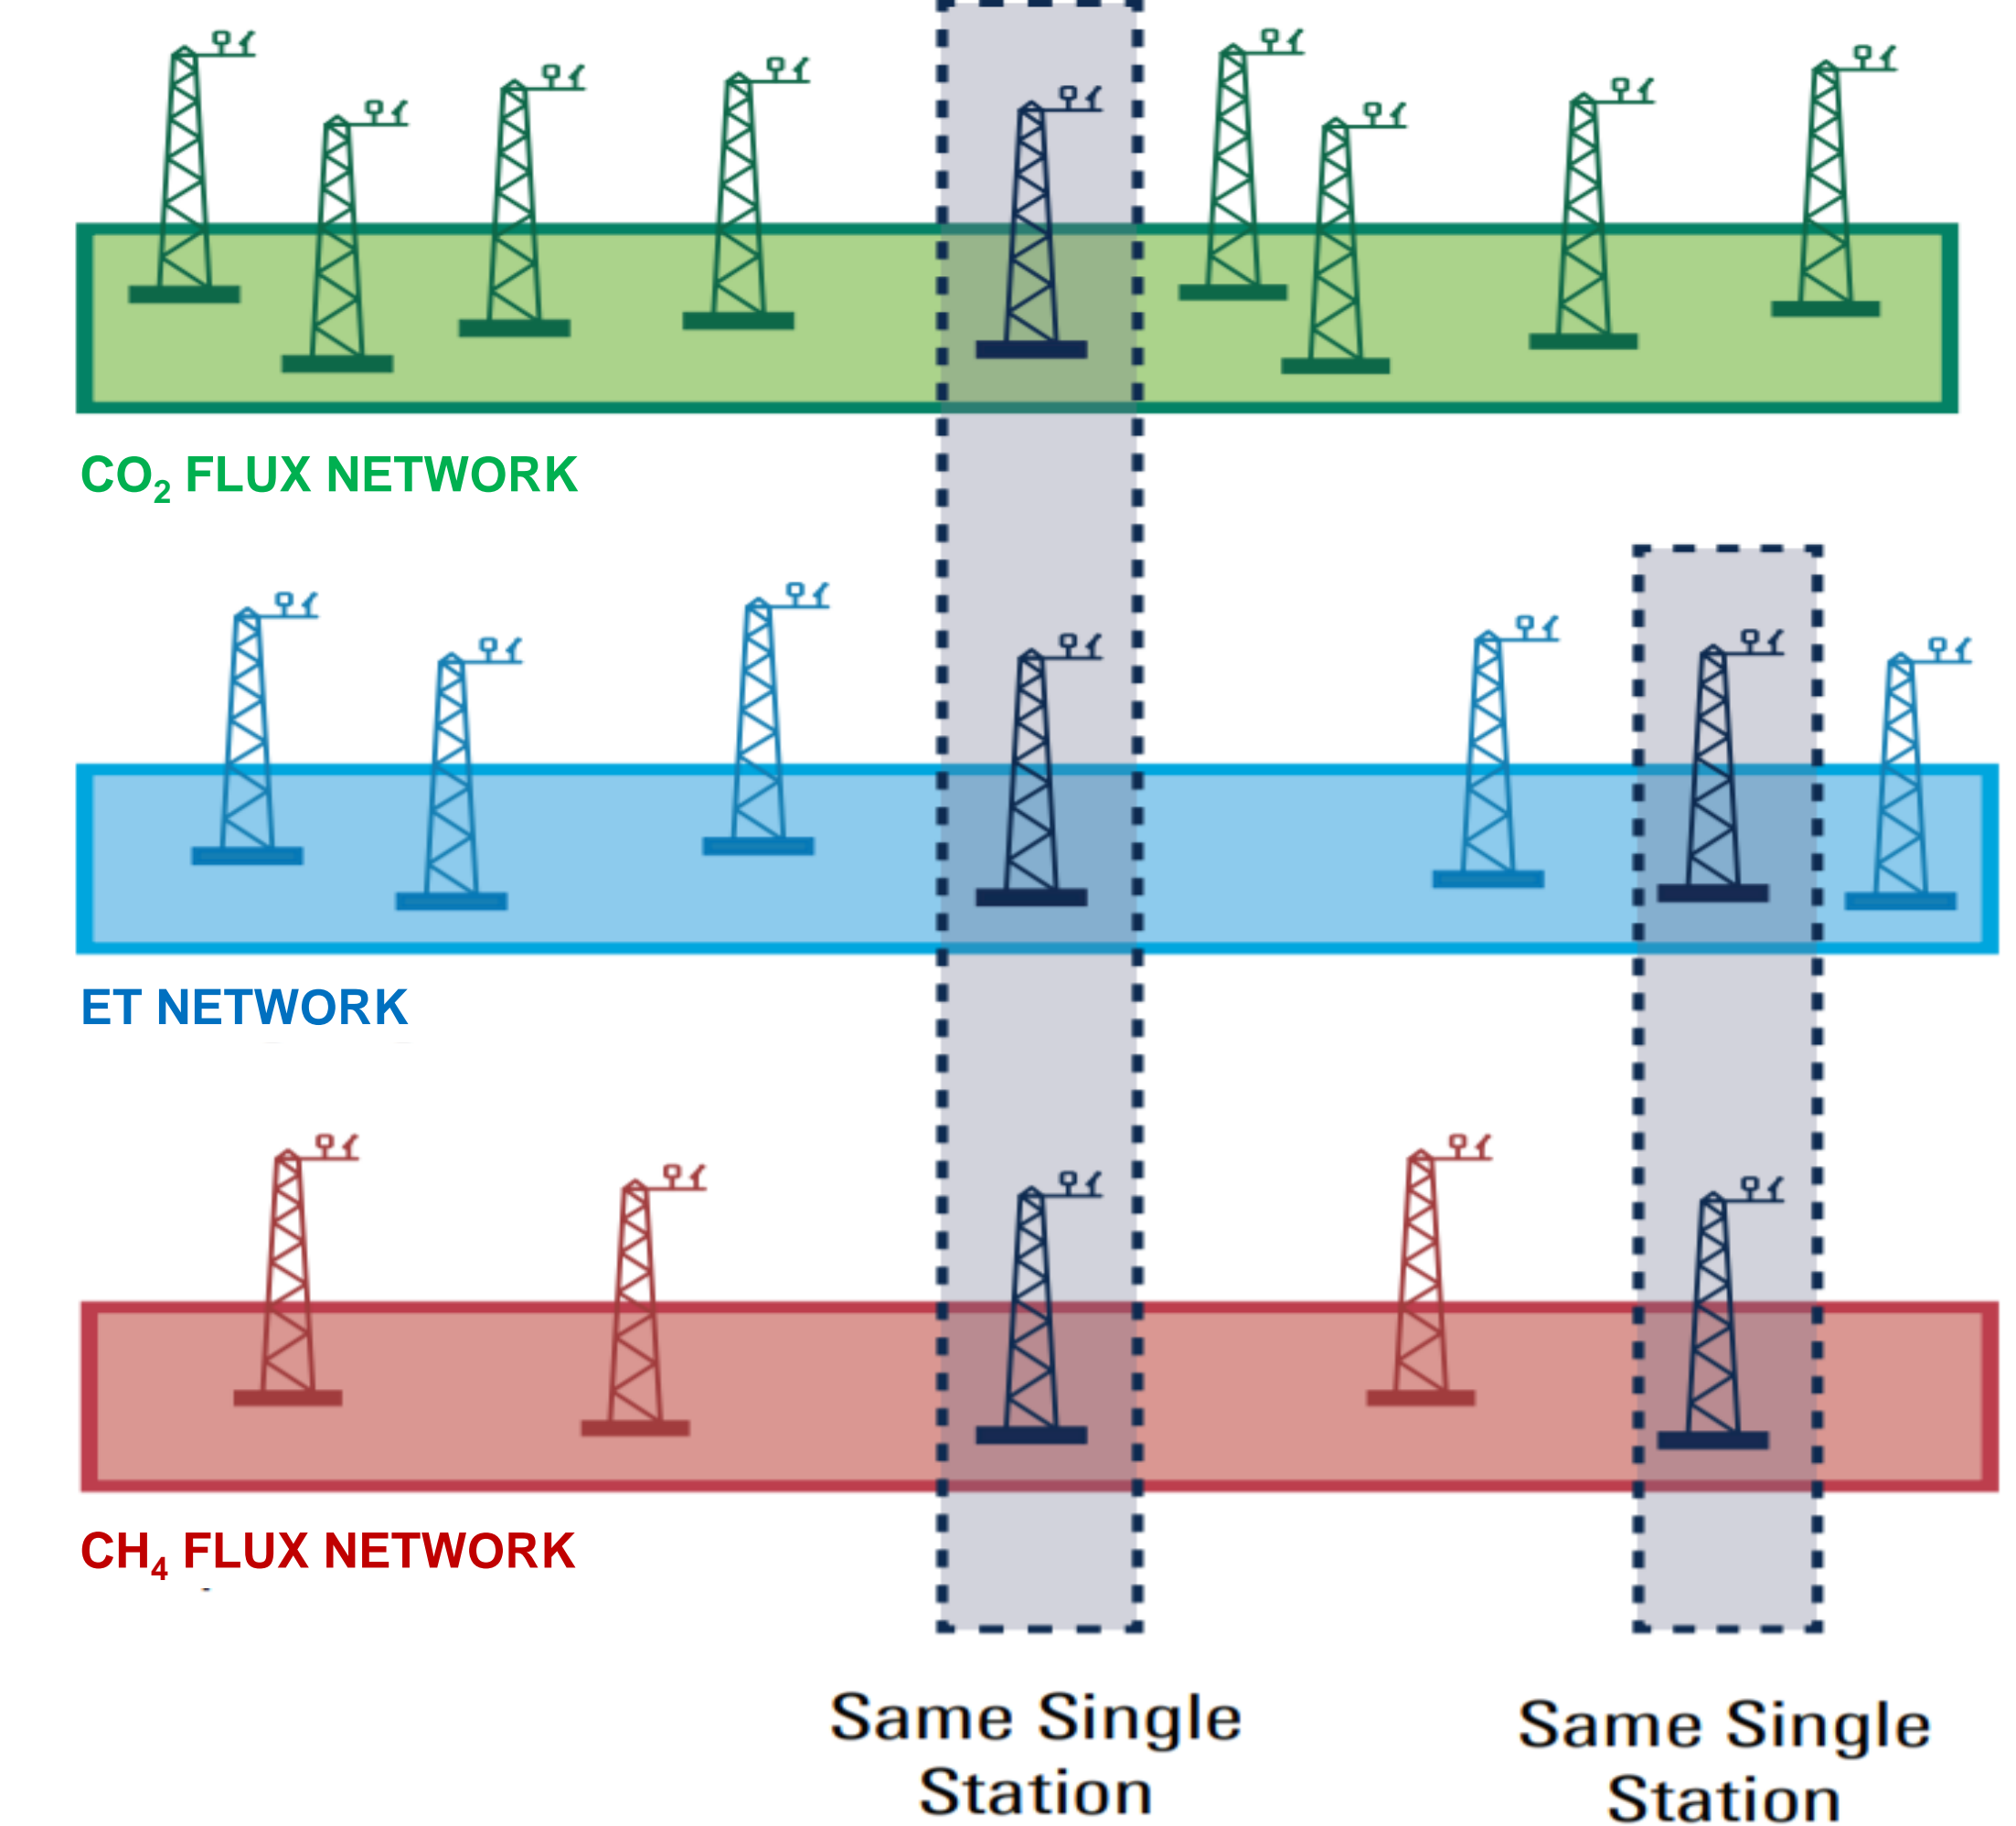 CO₂ FLUX NETWORK
ET NETWORK
CH₄ FLUX NETWORK
Same Single
Station
Same Single
Station